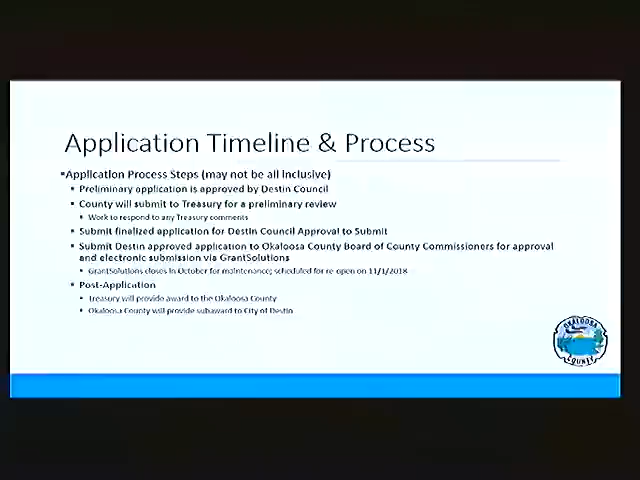 Application Timeline & Process
▪Application Process Steps (may not be all inclusive)
▪ Preliminary application is approved by Destin Council
▪ County will submit to Treasury for a preliminary review
▪ Work to respond to any Treasury comments
▪ Submit finalized application for Destin Council Approval to Submit
▪ Submit Destin approved application to Okaloosa County Board of County Commissioners for approval
and electronic submission via GrantSolutions
▪ GrantSolutions closes in October for maintenance; scheduled for re-open on 11/1/2018
▪ Post-Application
▪ Treasury will provide award to the Okaloosa County
▪ Okaloosa County will provide subaward to City of Destin
OKALOOSA
COUNTY